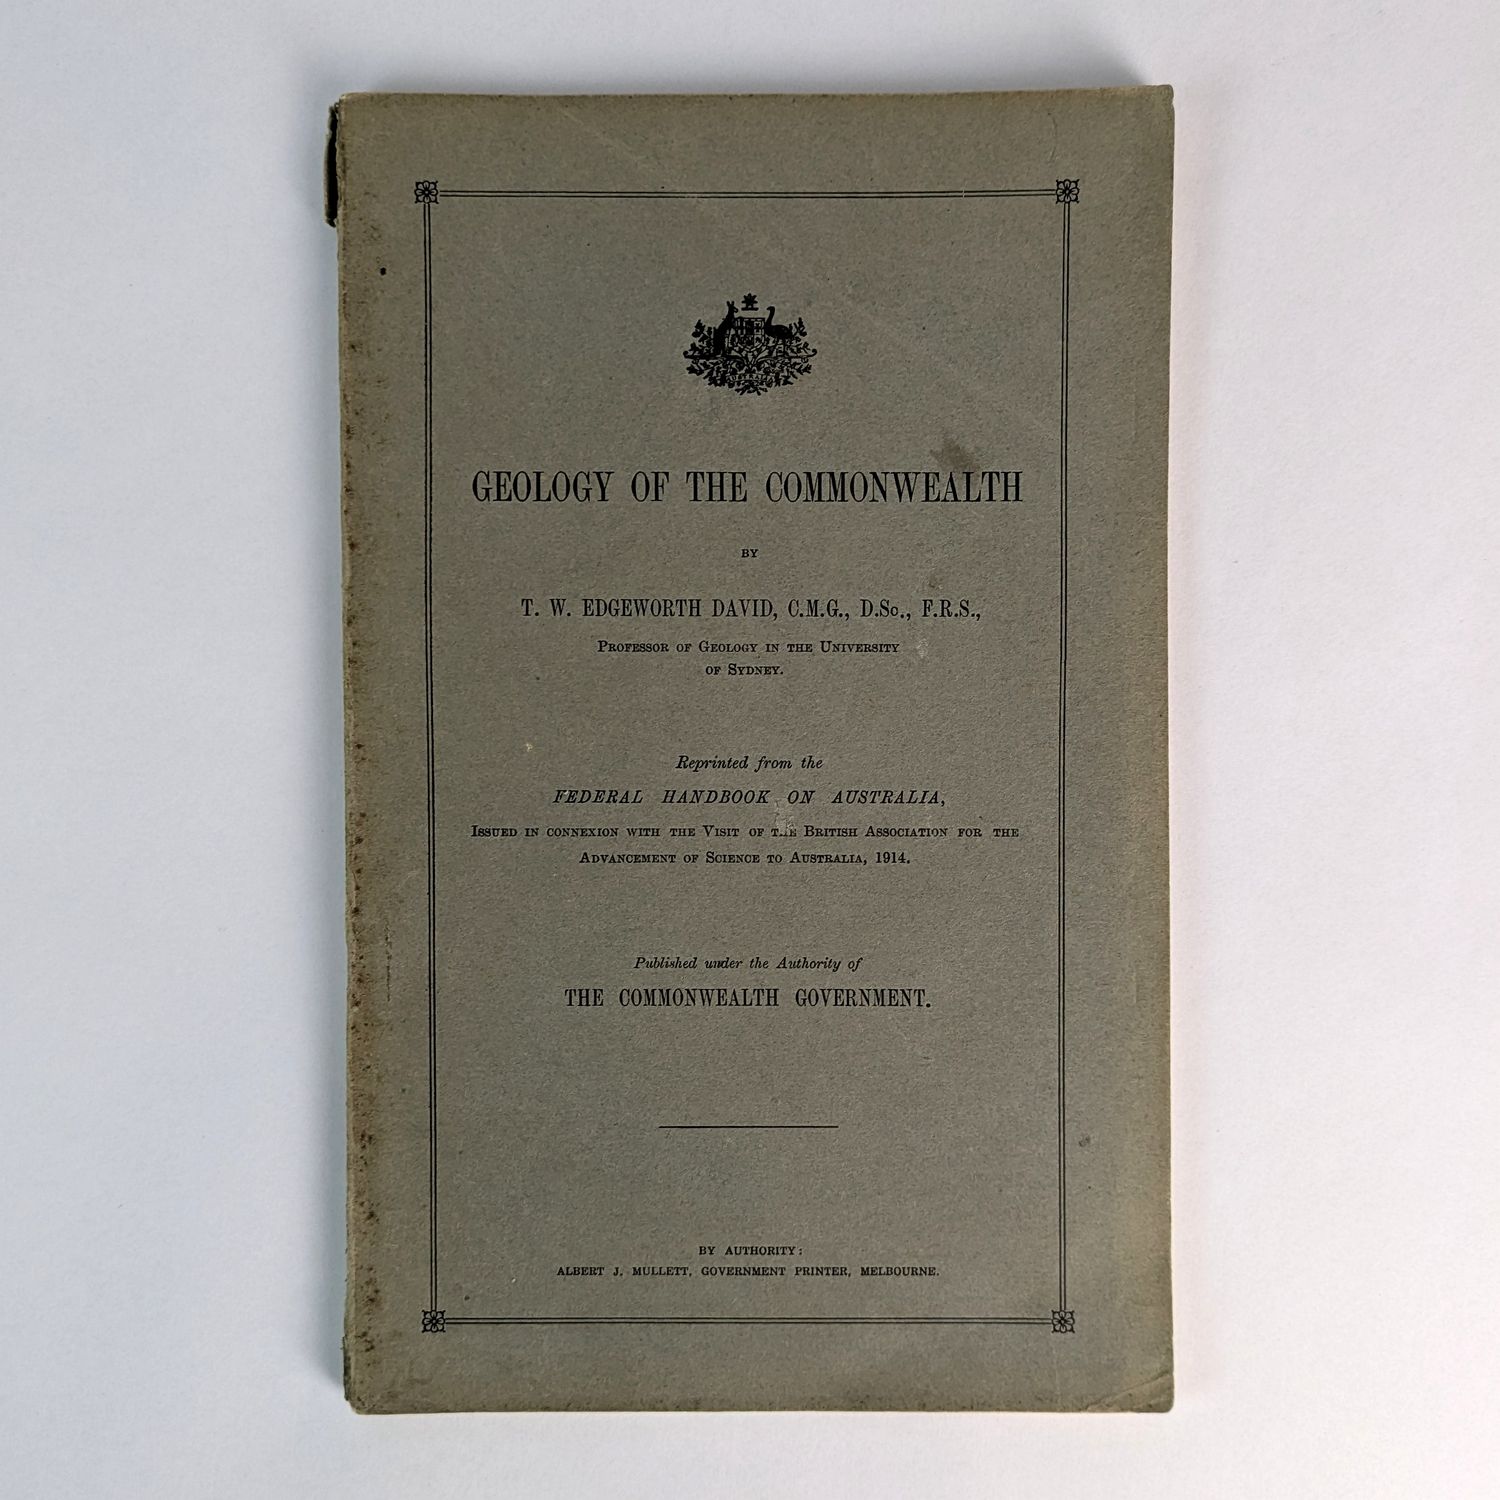 AUSTRALIA
GEOLOGY OF THE COMMONWEALTH
BY
T. W. EDGEWORTH DAVID, C.M.G., D.Sc., F.R.S.,
PROFESSOR OF GEOLOGY IN THE UNIVERSITY
OF SYDNEY.
Reprinted from the
FEDERAL HANDBOOK ON AUSTRALIA,
ISSUED IN CONNEXION WITH THE VISIT OF THE BRITISH ASSOCIATION FOR THE
ADVANCEMENT OF SCIENCE TO AUSTRALIA, 1914.
Published under the Authority of
THE COMMONWEALTH GOVERNMENT.
BY AUTHORITY:
ALBERT J. MULLETT, GOVERNMENT PRINTER, MELBOURNE.